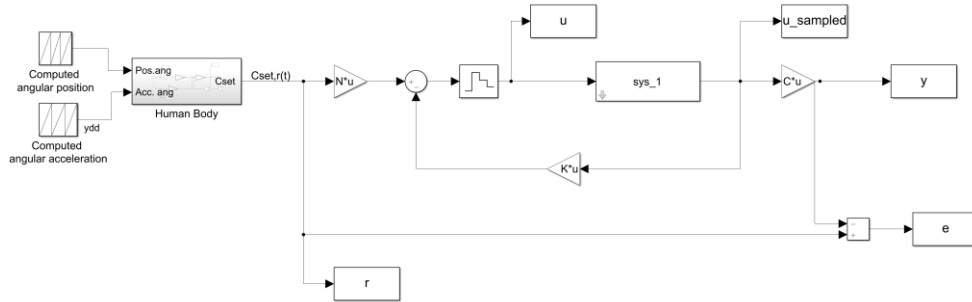 u
u_sampled
Computed
angular position
Pos.ang
Acc. ang
Cset
Human Body
Cset,r(t)
N*u
+
−
sys_1
C*u
y
ydd
Computed
angular acceleration
K*u
−
+
e
r